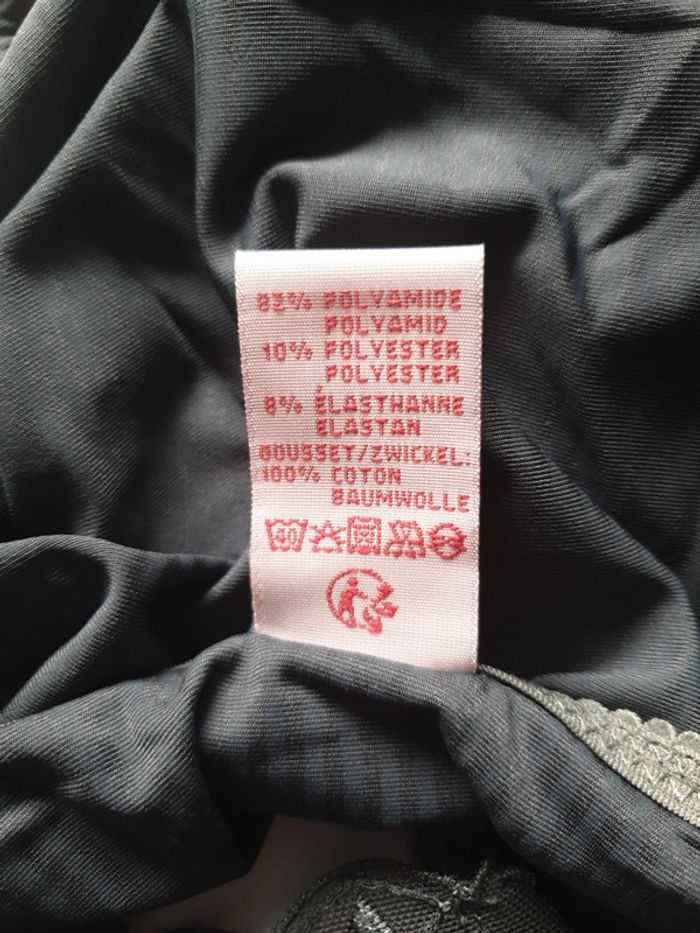 82% POLYAMIDE
POLYAMID
10% POLYESTER
POLYESTER
8% ÉLASTHANNE
ELASTAN
GOUSSET/ZWICKEL:
100% COTON
BAUMWOLLE